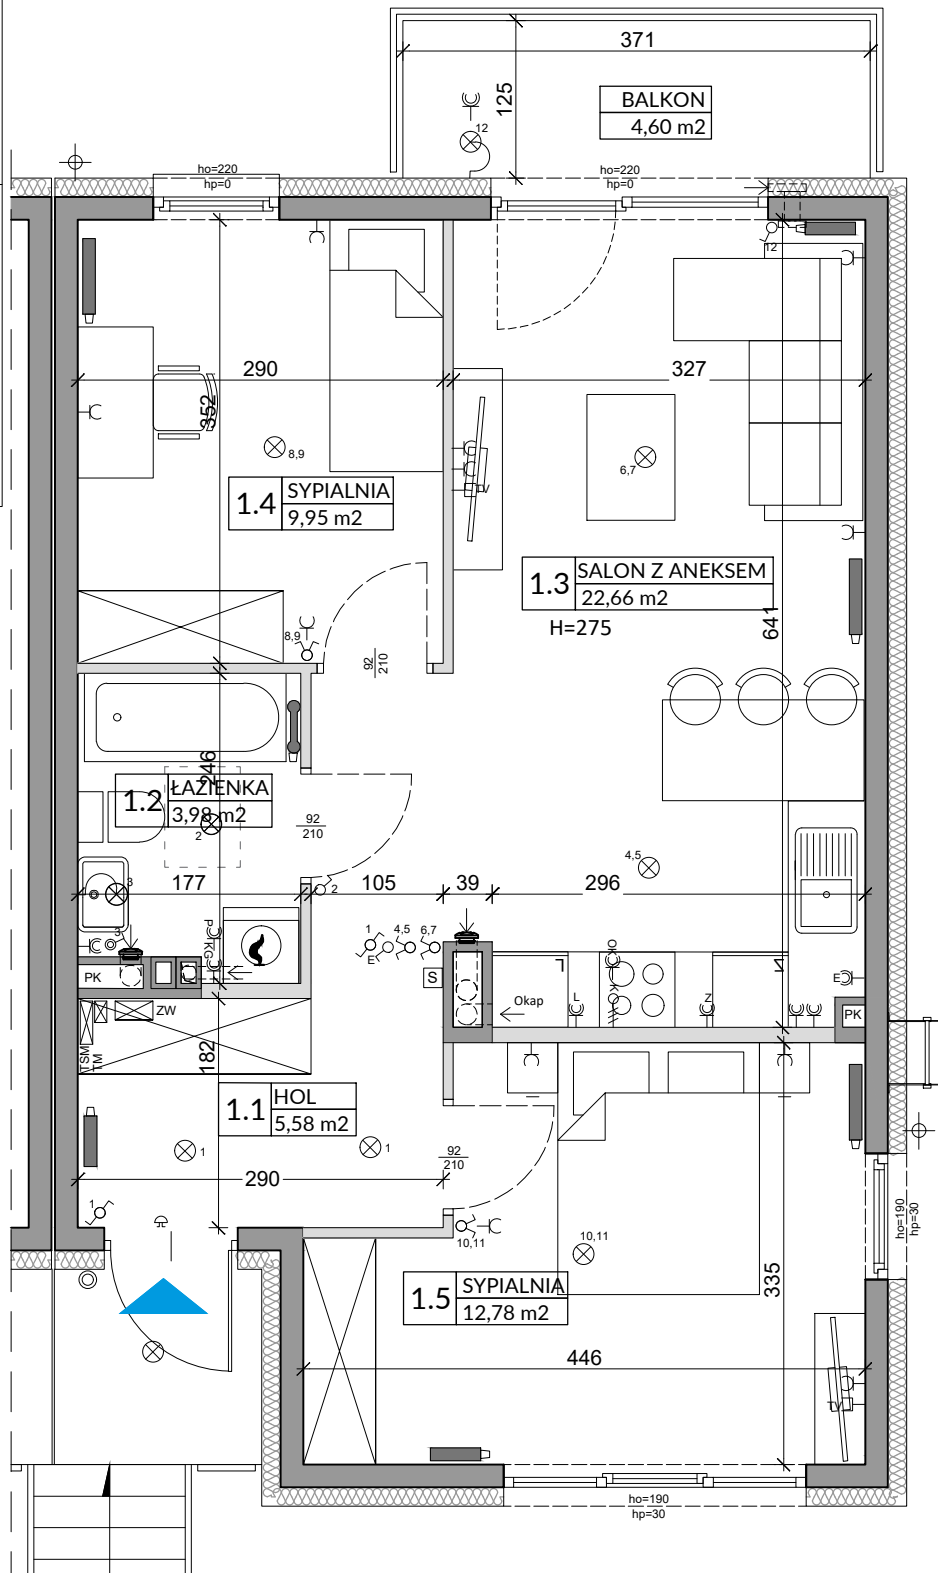 371
125
BALKON
4,60 m2
12
ho=220
hp=0
ho=220
hp=0
12
290
327
352
8,9
6,7
1.4
SYPIALNIA
9,95 m2
1.3
SALON Z ANEKSEM
22,66 m2
H=275
641
8,9
92
210
246
1.2
ŁAZIENKA
3,98 m2
2
92
210
4,5
3
177
2
105
39
296
3
1
4,5
6,7
E
PK
S
Okap
L
OK
Z
E
PK
ZW
TSM
TM
182
1.1
HOL
5,58 m2
1
1
92
210
290
1
10,11
10,11
ho=190
hp=30
1.5
SYPIALNIA
12,78 m2
335
446
TV
ho=190
hp=30